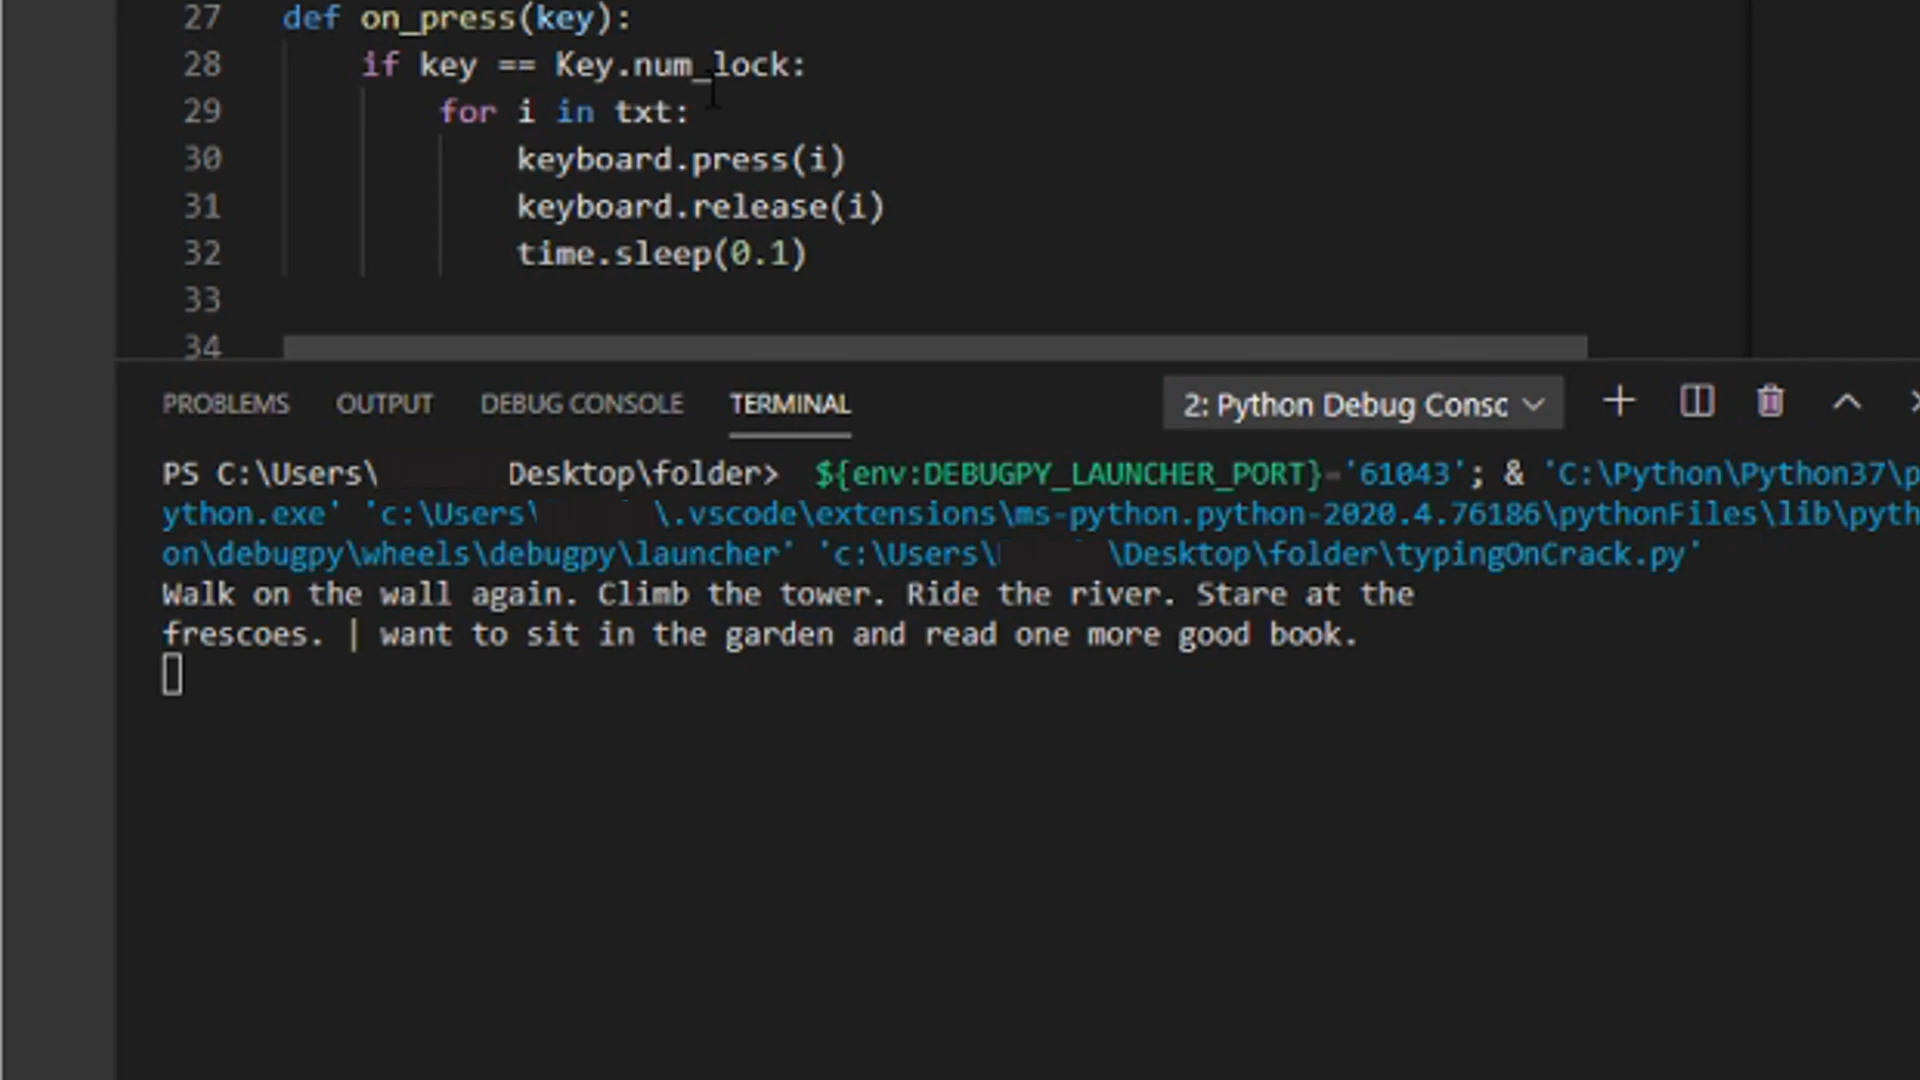 27 def on_press(key):
28 if key == Key.num_lock:
29 for i in txt:
30 keyboard.press(i)
31 keyboard.release(i)
32 time.sleep(0.1)
33
34
PROBLEMS OUTPUT DEBUG CONSOLE TERMINAL 2: Python Debug Consc
PS C:\Users\ Desktop\folder> ${env:DEBUGPY_LAUNCHER_PORT}='61043'; & 'C:\Python\Python37\p
ython.exe' 'c:\Users\ \.vscode\extensions\ms-python.python-2020.4.76186\pythonFiles\lib\pyth
on\debugpy\wheels\debugpy\launcher' 'c:\Users\ \Desktop\folder\typingOnCrack.py'
Walk on the wall again. Climb the tower. Ride the river. Stare at the
frescoes. | want to sit in the garden and read one more good book.